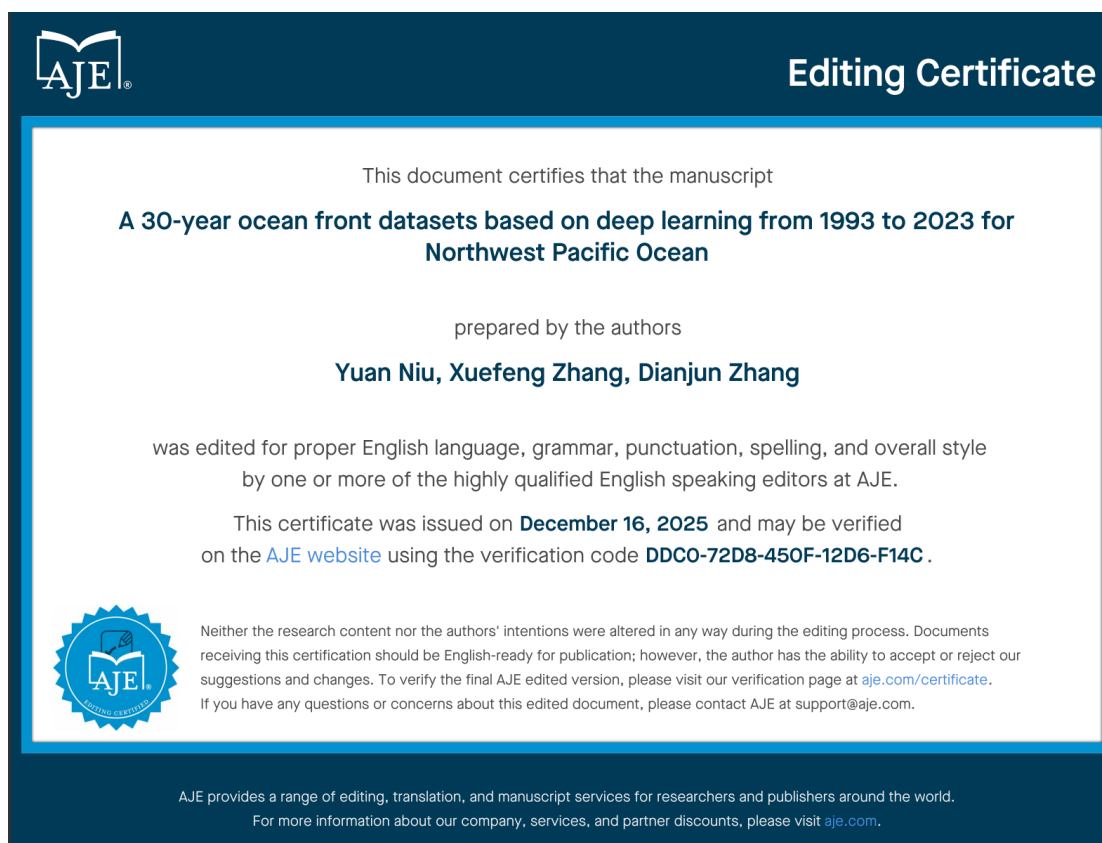 AJE®
Editing Certificate
This document certifies that the manuscript
A 30-year ocean front datasets based on deep learning from 1993 to 2023 for
Northwest Pacific Ocean
prepared by the authors
Yuan Niu, Xuefeng Zhang, Dianjun Zhang
was edited for proper English language, grammar, punctuation, spelling, and overall style
by one or more of the highly qualified English speaking editors at AJE.
This certificate was issued on December 16, 2025 and may be verified
on the AJE website using the verification code DDC0-72D8-450F-12D6-F14C.
Neither the research content nor the authors' intentions were altered in any way during the editing process. Documents
receiving this certification should be English-ready for publication; however, the author has the ability to accept or reject our
suggestions and changes. To verify the final AJE edited version, please visit our verification page at aje.com/certificate.
If you have any questions or concerns about this edited document, please contact AJE at support@aje.com.
AJE®
EDITING CERTIFIED
AJE provides a range of editing, translation, and manuscript services for researchers and publishers around the world.
For more information about our company, services, and partner discounts, please visit aje.com.